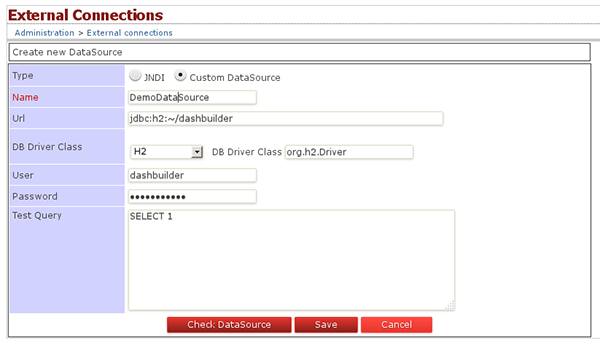 External Connections
Administration > External connections
Create new DataSource
Type JNDI Custom DataSource
Name DemoDataSource
Url jdbc:h2:~/dashbuilder
DB Driver Class H2 DB Driver Class org.h2.Driver
User dashbuilder
Password •••••••••••
Test Query SELECT 1
Check: DataSource Save Cancel